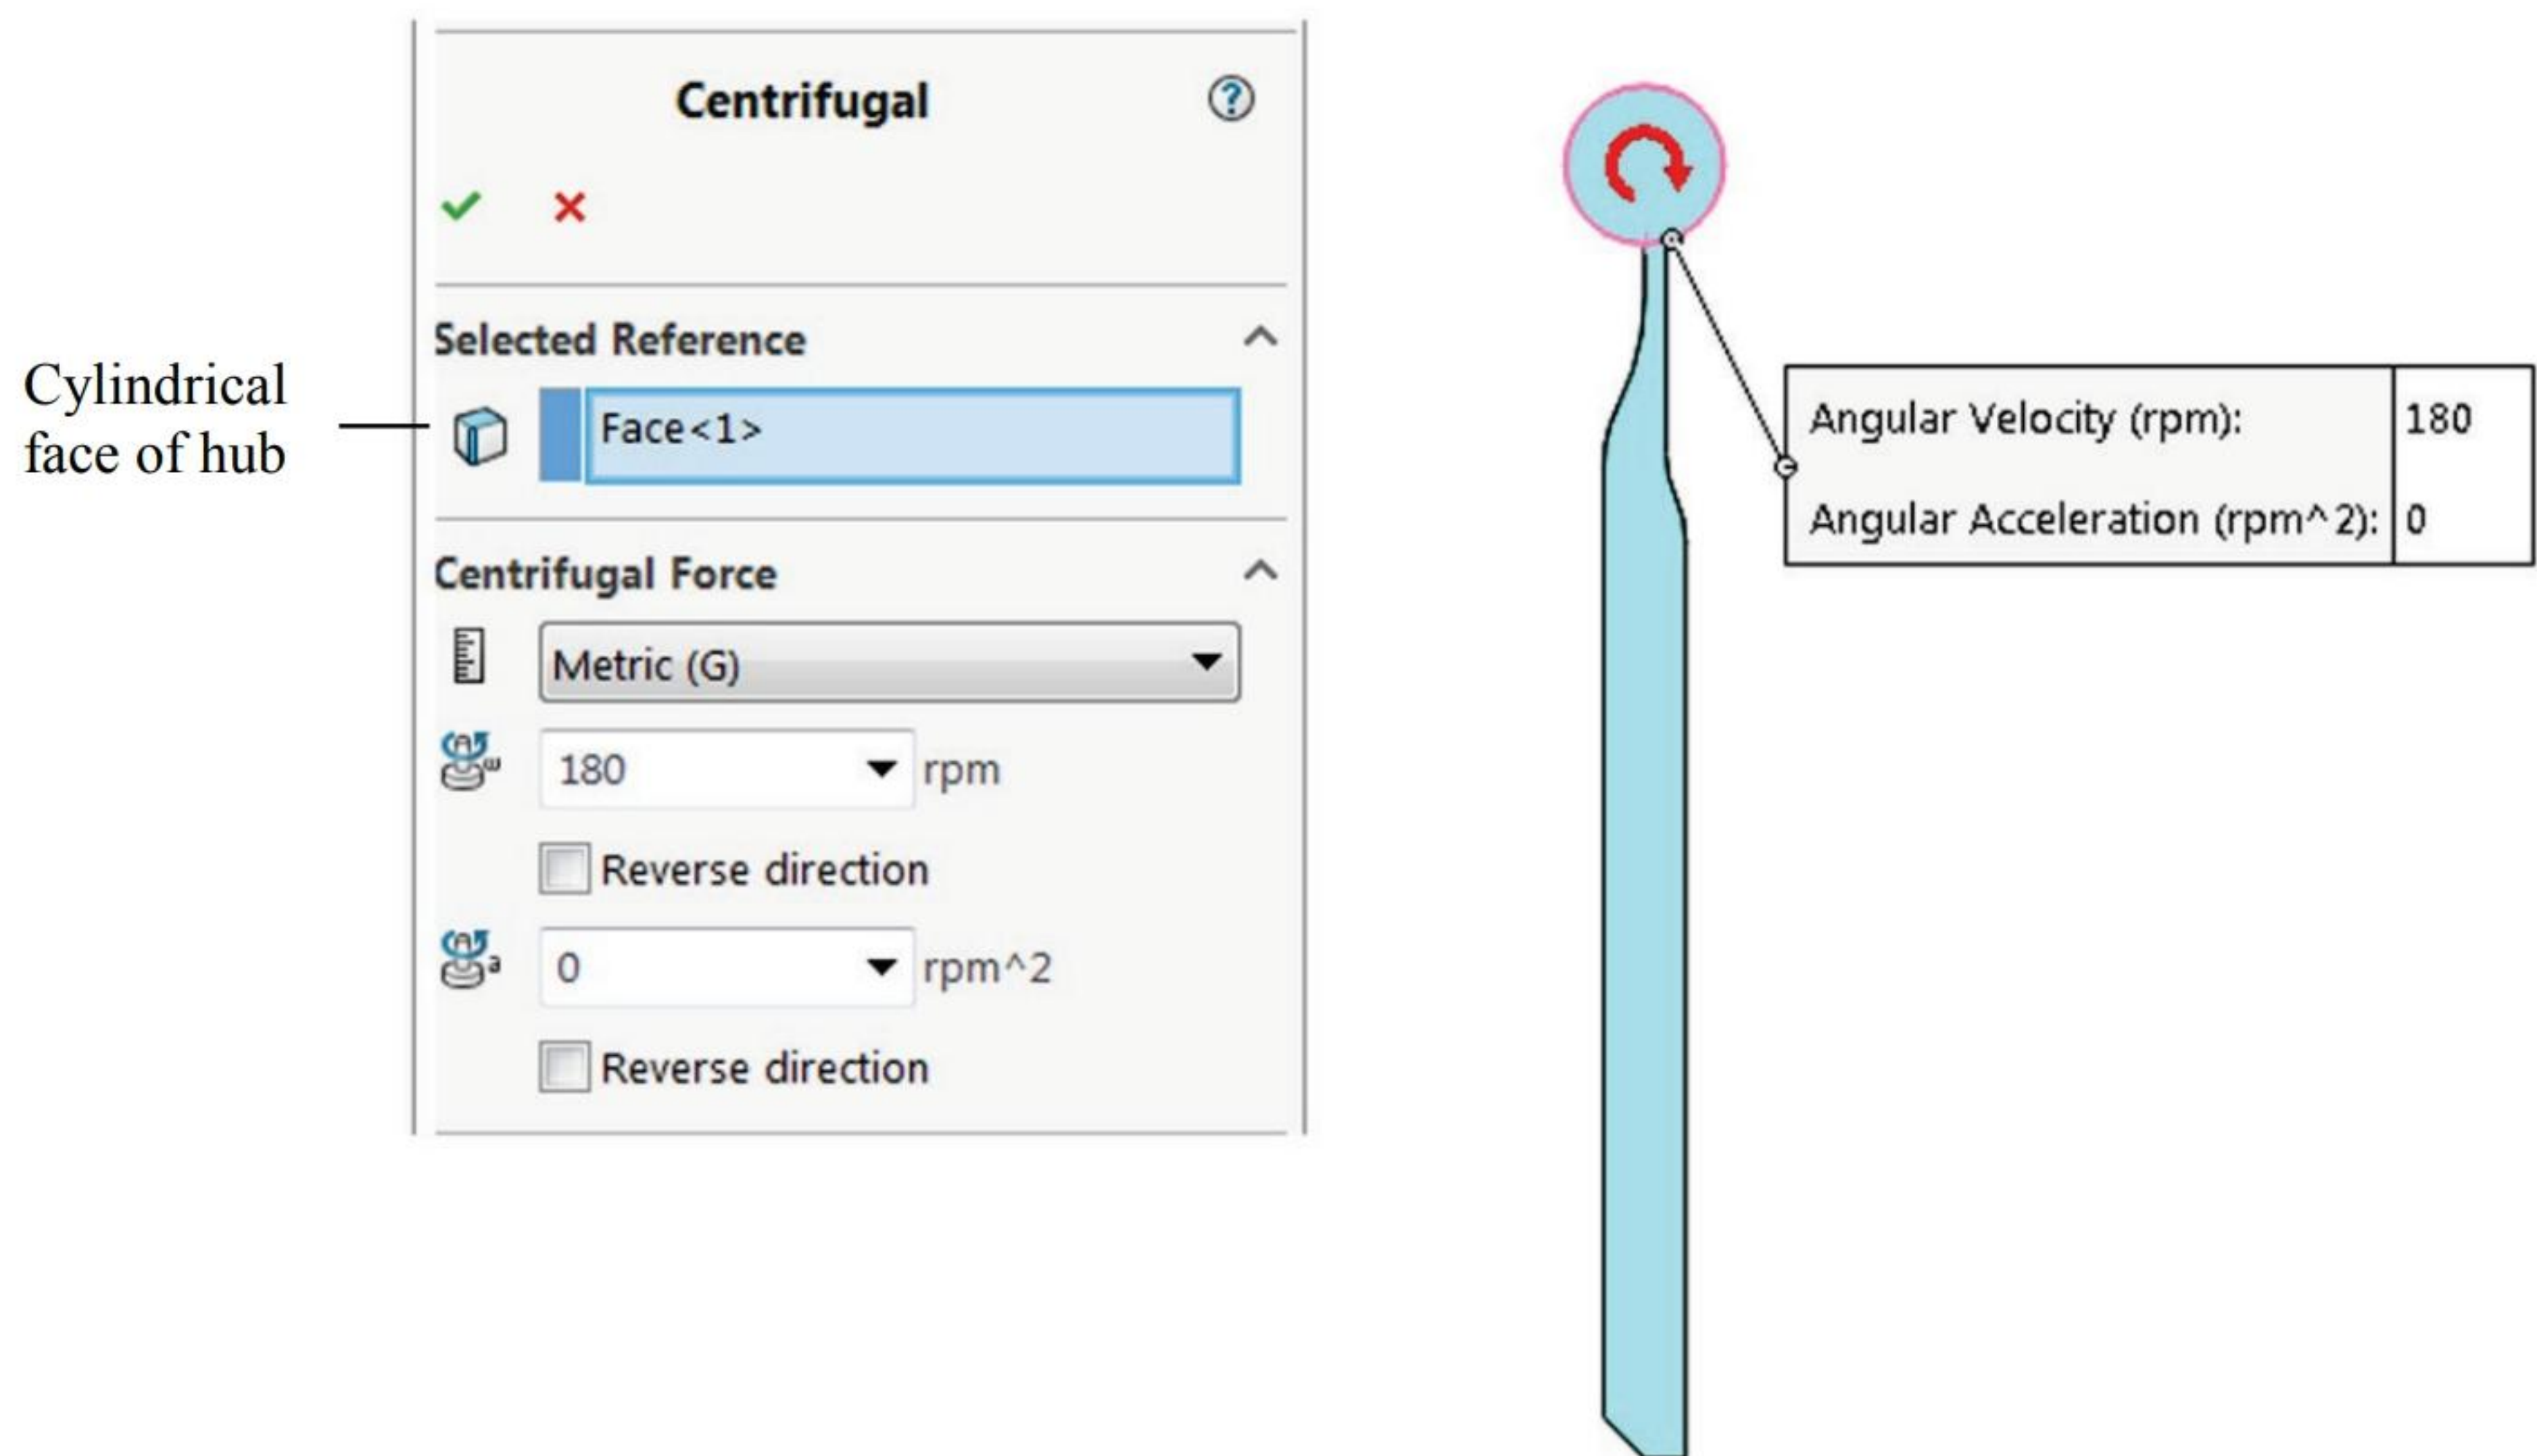 Centrifugal
?
Cylindrical
face of hub
Selected Reference
Face<1>
Centrifugal Force
Metric (G)
ω 180 rpm
Reverse direction
a 0 rpm^2
Reverse direction
Angular Velocity (rpm): 180
Angular Acceleration (rpm^2): 0